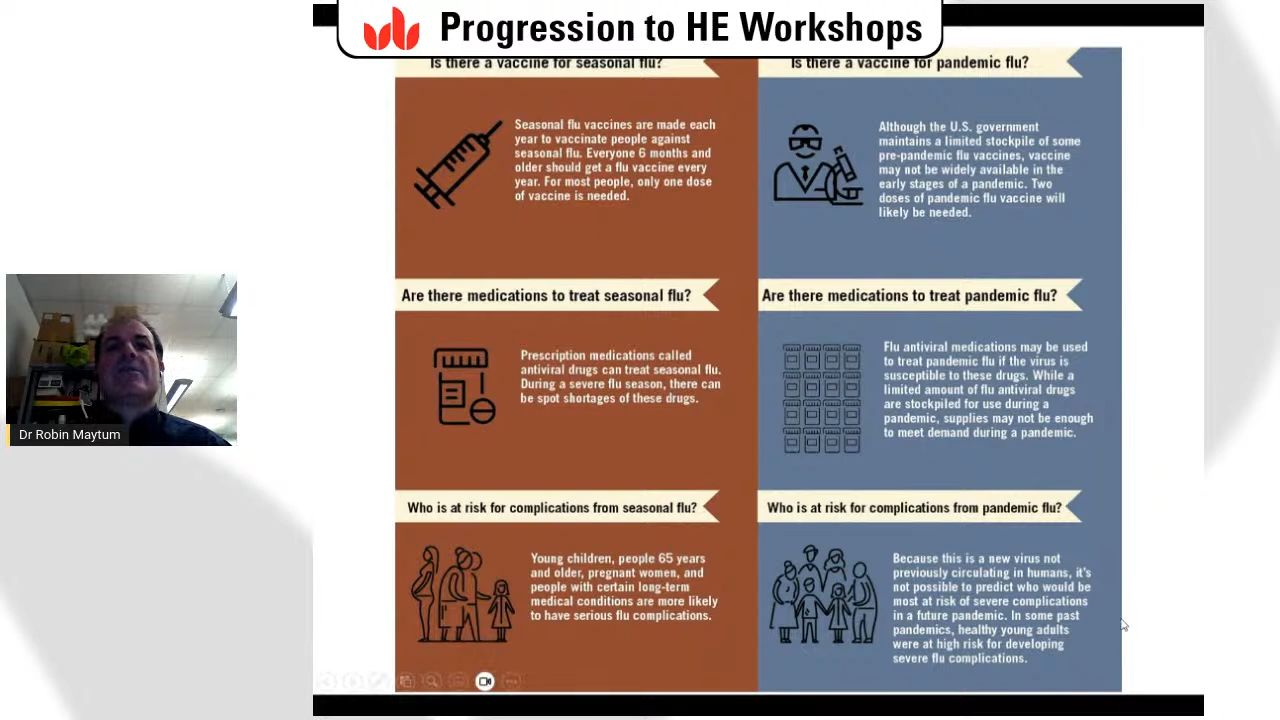 Progression to HE Workshops
Is there a vaccine for seasonal flu?
Seasonal flu vaccines are made each
year to vaccinate people against
seasonal flu. Everyone 6 months and
older should get a flu vaccine every
year. For most people, only one dose
of vaccine is needed.
Is there a vaccine for pandemic flu?
Although the U.S. government
maintains a limited stockpile of some
pre-pandemic flu vaccines, vaccine
may not be widely available in the
early stages of a pandemic. Two
doses of pandemic flu vaccine will
likely be needed.
Are there medications to treat seasonal flu?
Prescription medications called
antiviral drugs can treat seasonal flu.
During a severe flu season, there can
be spot shortages of these drugs.
Are there medications to treat pandemic flu?
Flu antiviral medications may be used
to treat pandemic flu if the virus is
susceptible to these drugs. While a
limited amount of flu antiviral drugs
are stockpiled for use during a
pandemic, supplies may not be enough
to meet demand during a pandemic.
Who is at risk for complications from seasonal flu?
Young children, people 65 years
and older, pregnant women, and
people with certain long-term
medical conditions are more likely
to have serious flu complications.
Who is at risk for complications from pandemic flu?
Because this is a new virus not
previously circulating in humans, it's
not possible to predict who would be
most at risk of severe complications
in a future pandemic. In some past
pandemics, healthy young adults
were at high risk for developing
severe flu complications.
Dr Robin Maytum